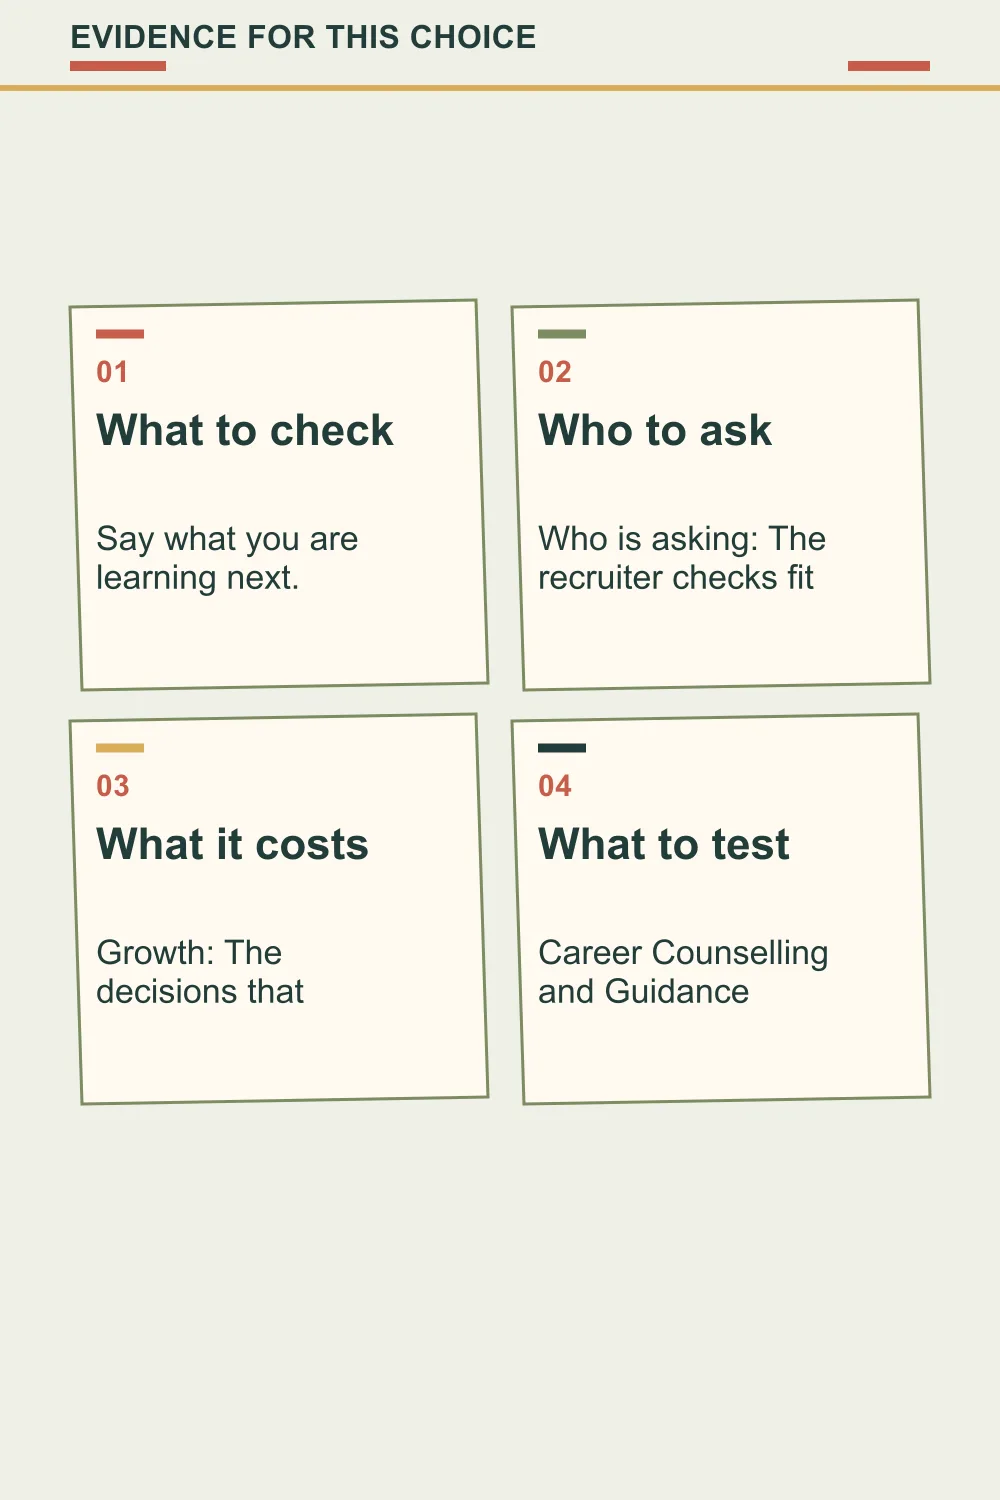 EVIDENCE FOR THIS CHOICE
01
What to check
Say what you are
learning next.
02
Who to ask
Who is asking: The
recruiter checks fit
03
What it costs
Growth: The
decisions that
04
What to test
Career Counselling
and Guidance